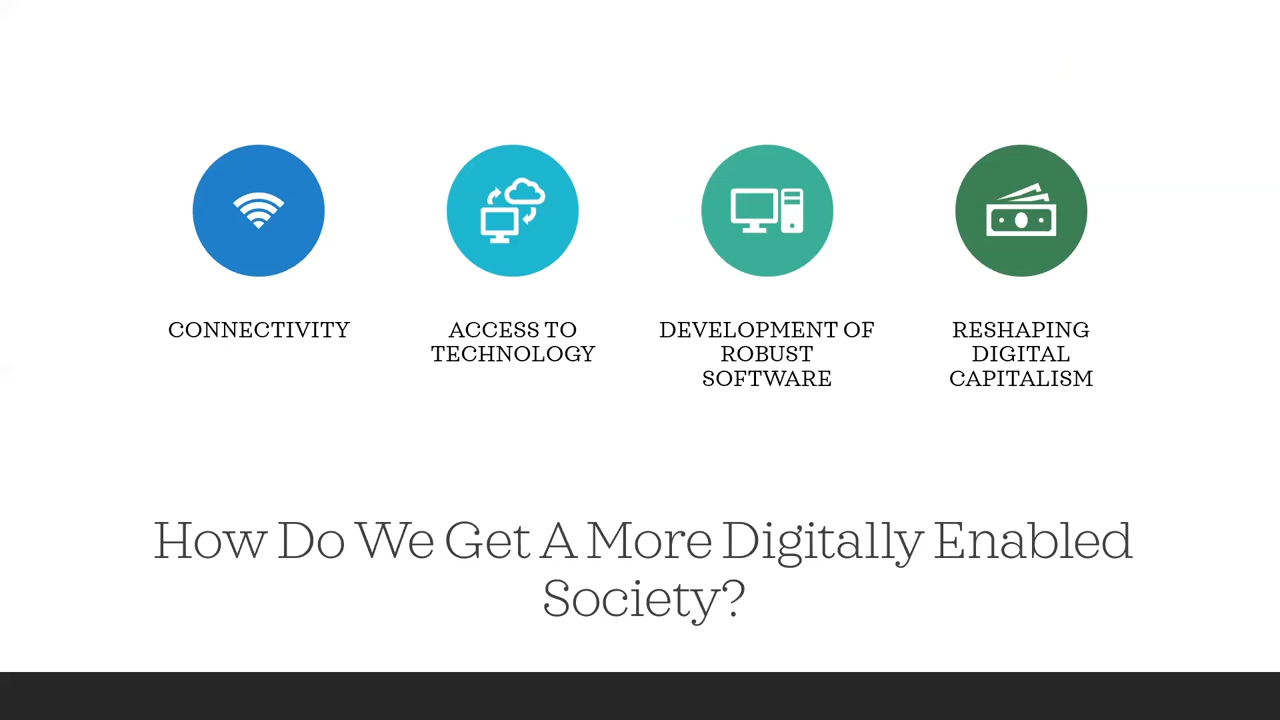 CONNECTIVITY
ACCESS TO
TECHNOLOGY
DEVELOPMENT OF
ROBUST
SOFTWARE
RESHAPING
DIGITAL
CAPITALISM
How Do We Get A More Digitally Enabled
Society?